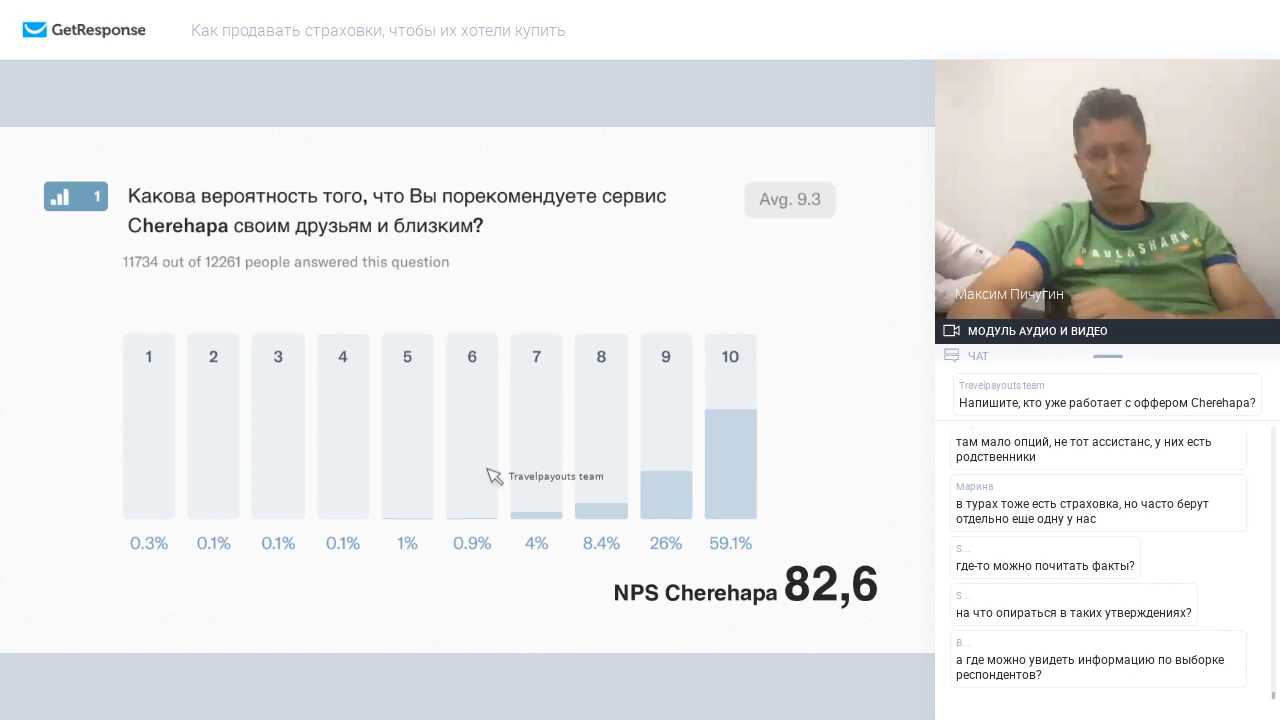 GetResponse
Как продавать страховки, чтобы их хотели купить
1
Какова вероятность того, что Вы порекомендуете сервис
Cherehapa своим друзьям и близким?
Avg. 9.3
11734 out of 12261 people answered this question
1 2 3 4 5 6 7 8 9 10
Travelpayouts team
0.3% 0.1% 0.1% 0.1% 1% 0.9% 4% 8.4% 26% 59.1%
NPS Cherehapa 82,6
PAUL&SHARK
Максим Пичугин
МОДУЛЬ АУДИО И ВИДЕО
ЧАТ
Travelpayouts team
Напишите, кто уже работает с оффером Cherehapa?
там мало опций, не тот ассистанс, у них есть
родственники
Марина
в турах тоже есть страховка, но часто берут
отдельно еще одну у нас
S...
где-то можно почитать факты?
S...
на что опираться в таких утверждениях?
В...
а где можно увидеть информацию по выборке
респондентов?